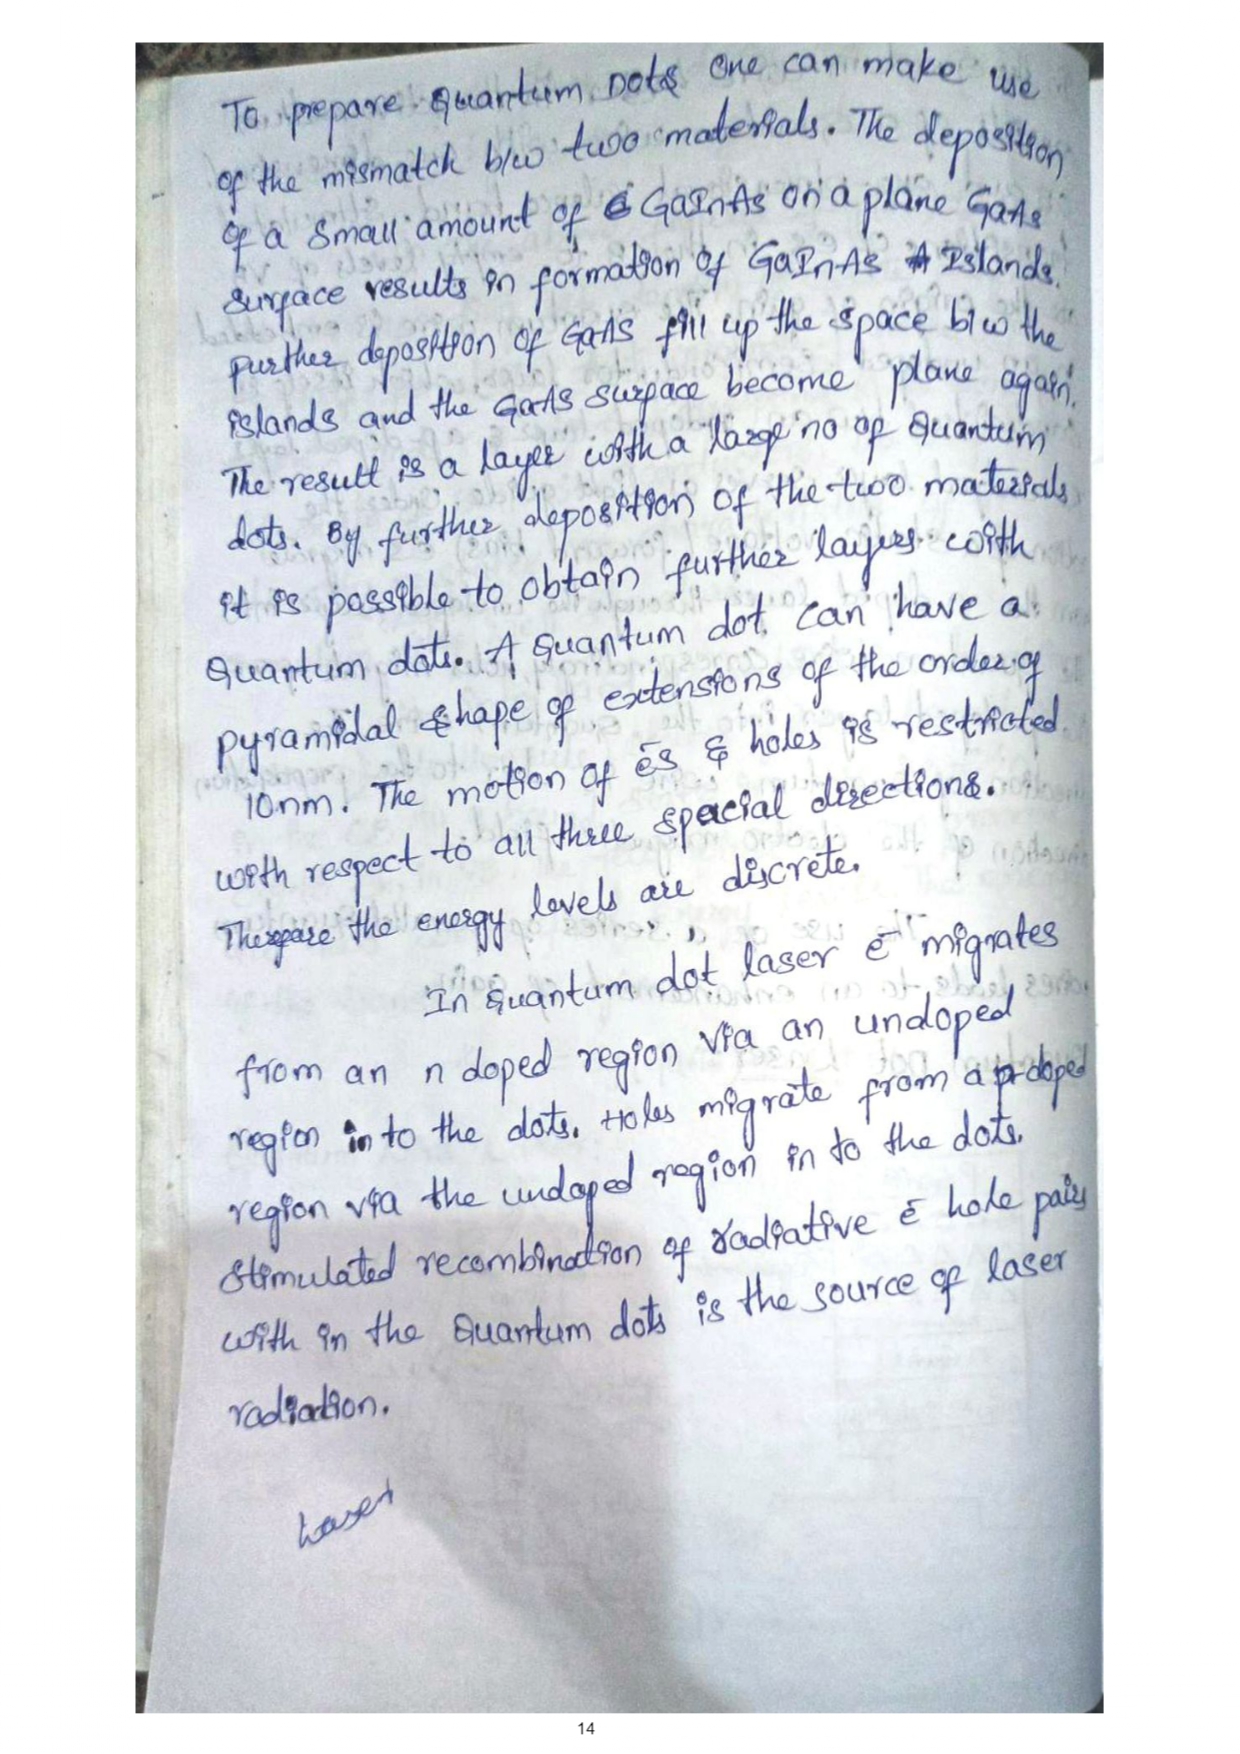 To prepare Quantum Dots one can make use
of the mismatch b/w two materials. The deposition
of a Small amount of GaInAs on a plane GaAs
surface results in formation of GaInAs Islands.
Further deposition of GaAs fill up the space b/w the
islands and the GaAs surface become plane again.
The result is a layer with a large no of Quantum
dots. By further deposition of the two materials
it is possible to obtain further layers with
Quantum dots. A Quantum dot can have a
pyramidal shape of extensions of the order of
10nm. The motion of ēs & holes is restricted
with respect to all three spacial directions.
Therefore the energy levels are discrete.
In Quantum dot laser ē migrates
from an n doped region via an undoped
region in to the dots. Holes migrate from a p-doped
region via the undoped region in to the dots.
Stimulated recombination of radiative ē hole pairs
with in the Quantum dots is the source of laser
radiation.
Laser
14